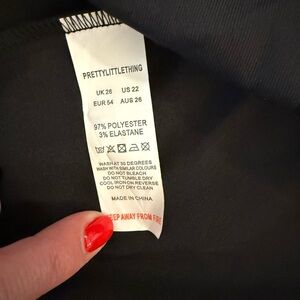 PRETTYLITTLETHING
UK 26 US 22
EUR 54 AUS 26
97% POLYESTER
3% ELASTANE
WASH AT 30 DEGREES
WASH WITH SIMILAR COLOURS
DO NOT BLEACH
DO NOT TUMBLE DRY
COOL IRON ON REVERSE
DO NOT DRY CLEAN
MADE IN CHINA
KEEP AWAY FROM FIRE